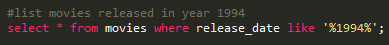 #list movies released in year 1994
select * from movies where release_date like '%1994%';